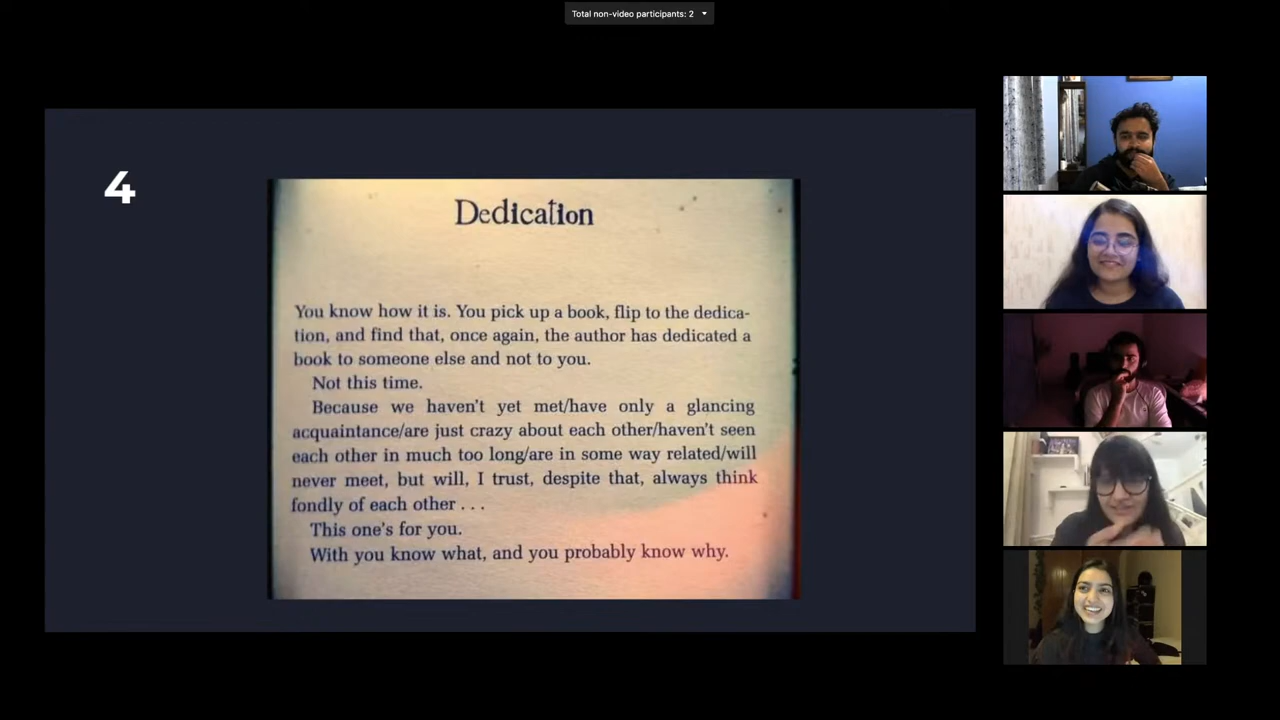 Total non-video participants: 2
4
Dedication
You know how it is. You pick up a book, flip to the dedica-
tion, and find that, once again, the author has dedicated a
book to someone else and not to you.
Not this time.
Because we haven't yet met/have only a glancing
acquaintance/are just crazy about each other/haven't seen
each other in much too long/are in some way related/will
never meet, but will, I trust, despite that, always think
fondly of each other . . .
This one's for you.
With you know what, and you probably know why.